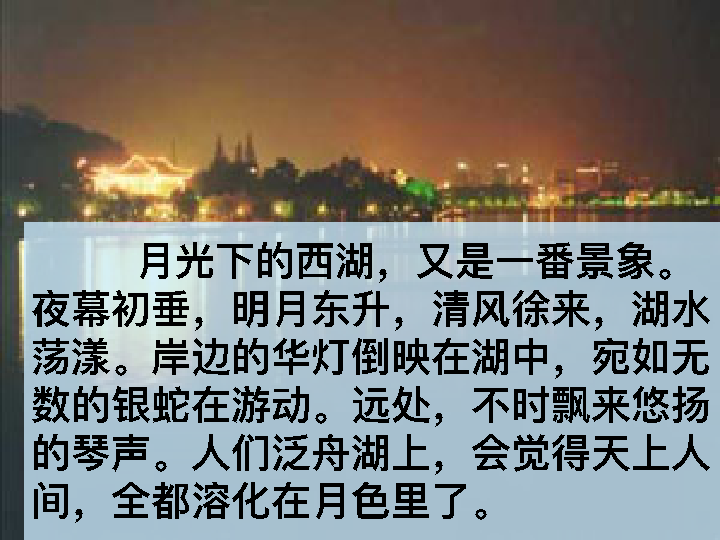 月光下的西湖，又是一番景象。
夜幕初垂，明月东升，清风徐来，湖水
荡漾。岸边的华灯倒映在湖中，宛如无
数的银蛇在游动。远处，不时飘来悠扬
的琴声。人们泛舟湖上，会觉得天上人
间，全都溶化在月色里了。